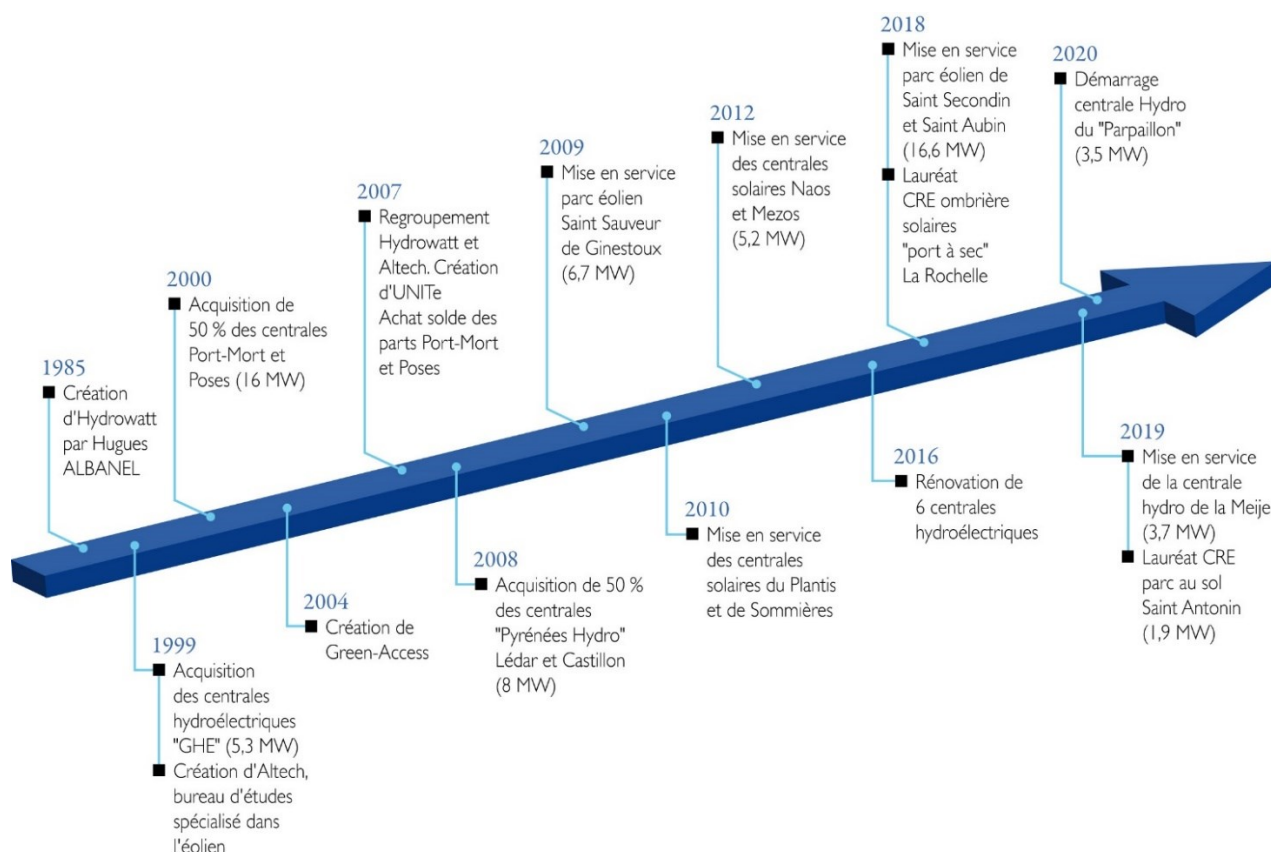 1985
Création
d'Hydrowatt
par Hugues
ALBANEL
1999
Acquisition
des centrales
hydroélectriques
"GHE" (5,3 MW)
Création d'Altech,
bureau d'études
spécialisé dans
l'éolien
2000
Acquisition de
50 % des centrales
Port-Mort et
Poses (16 MW)
2004
Création de
Green-Access
2007
Regroupement
Hydrowatt et
Altech. Création
d'UNITe
Achat solde des
parts Port-Mort
et Poses
2008
Acquisition de 50 %
des centrales
"Pyrénées Hydro"
Lédar et Castillon
(8 MW)
2009
Mise en service
parc éolien
Saint Sauveur
de Ginestoux
(6,7 MW)
2010
Mise en service
des centrales
solaires du Plantis
et de Sommières
2012
Mise en service
des centrales
solaires Naos
et Mezos
(5,2 MW)
2016
Rénovation de
6 centrales
hydroélectriques
2018
Mise en service
parc éolien de
Saint Secondin
et Saint Aubin
(16,6 MW)
Lauréat
CRE ombrière
solaires
"port à sec"
La Rochelle
2019
Mise en service
de la centrale
hydro de la Meije
(3,7 MW)
Lauréat CRE
parc au sol
Saint Antonin
(1,9 MW)
2020
Démarrage
centrale Hydro
du "Parpaillon"
(3,5 MW)